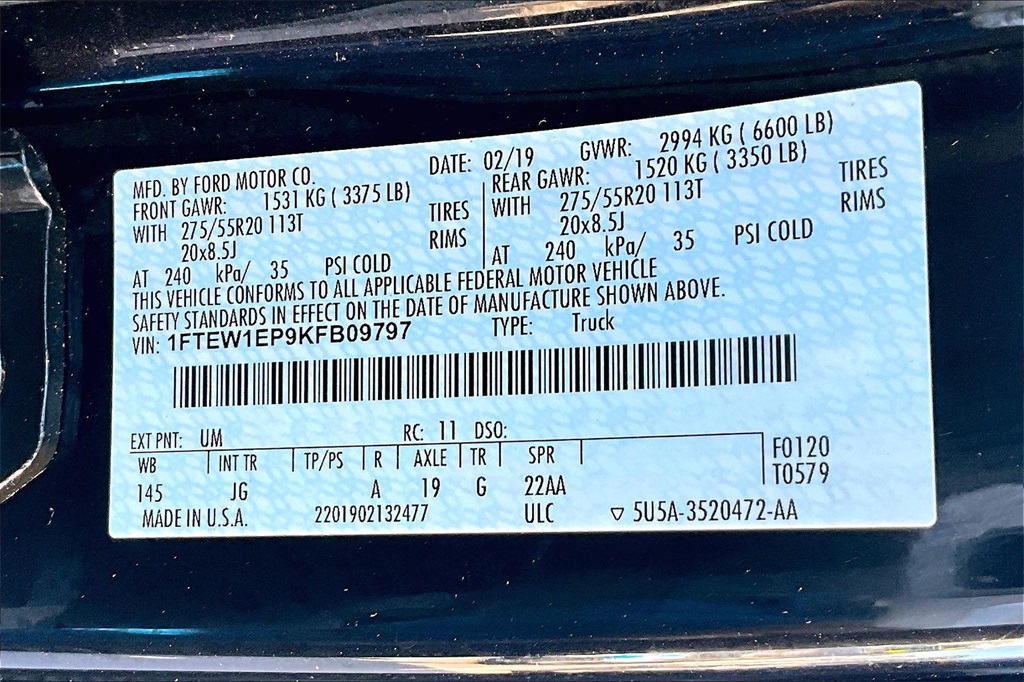 MFD. BY FORD MOTOR CO. DATE: 02/19 GVWR: 2994 KG ( 6600 LB)
FRONT GAWR: 1531 KG ( 3375 LB) REAR GAWR: 1520 KG ( 3350 LB)
WITH 275/55R20 113T TIRES WITH 275/55R20 113T TIRES
20x8.5J RIMS 20x8.5J RIMS
AT 240 kPa/ 35 PSI COLD AT 240 kPa/ 35 PSI COLD
THIS VEHICLE CONFORMS TO ALL APPLICABLE FEDERAL MOTOR VEHICLE
SAFETY STANDARDS IN EFFECT ON THE DATE OF MANUFACTURE SHOWN ABOVE.
VIN: 1FTEW1EP9KFB09797 TYPE: Truck
EXT PNT: UM RC: 11 DSO:
WB INT TR TP/PS R AXLE TR SPR F0120
T0579
145 JG A 19 G 22AA
MADE IN U.S.A. 2201902132477 ULC ▽ 5U5A-3520472-AA